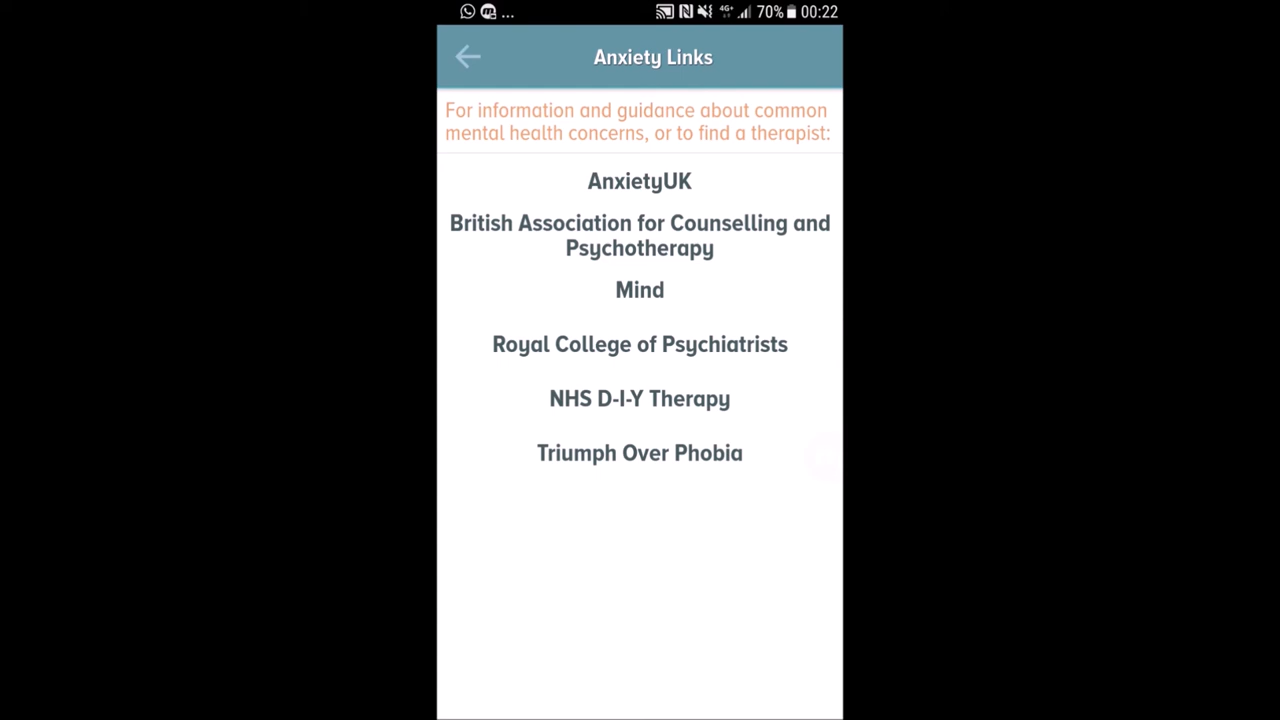 ... 4G+ 70% 00:22
Anxiety Links
For information and guidance about common
mental health concerns, or to find a therapist:
AnxietyUK
British Association for Counselling and
Psychotherapy
Mind
Royal College of Psychiatrists
NHS D-I-Y Therapy
Triumph Over Phobia